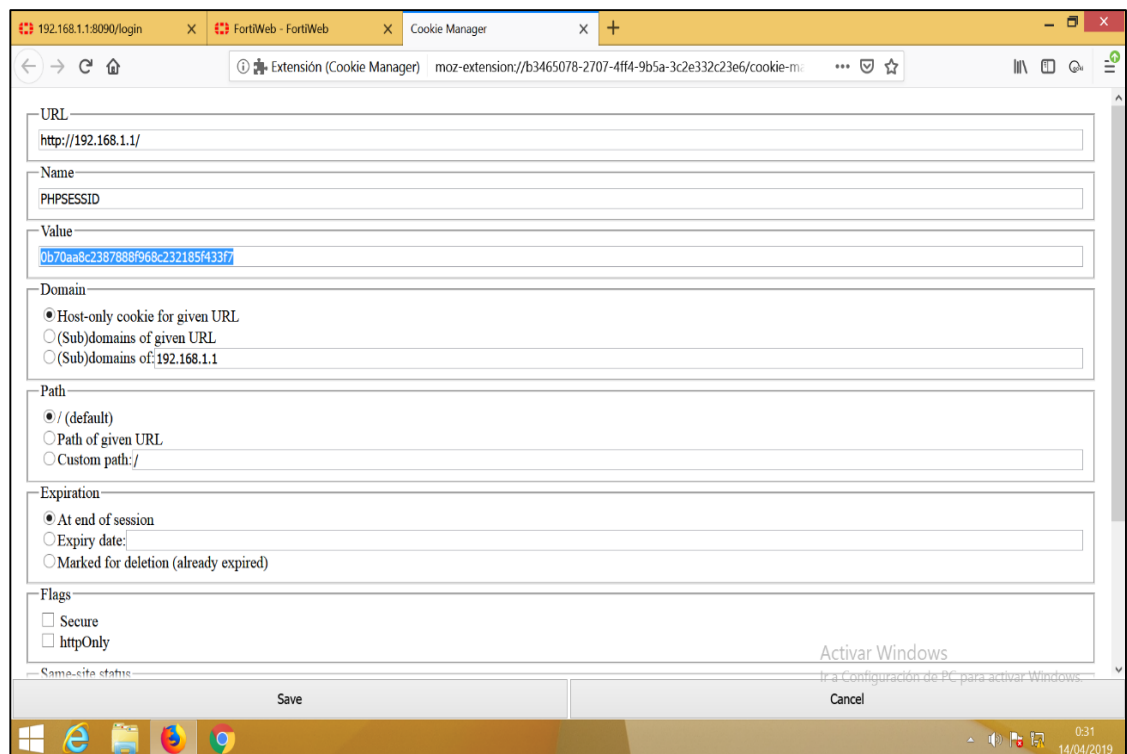 192.168.1.1:8090/login
FortiWeb - FortiWeb
Cookie Manager
Extensión (Cookie Manager)
moz-extension://b3465078-2707-4ff4-9b5a-3c2e332c23e6/cookie-ma
URL
http://192.168.1.1/
Name
PHPSESSID
Value
0b70aa8c2387888f968c232185f433f7
Domain
Host-only cookie for given URL
(Sub)domains of given URL
(Sub)domains of: 192.168.1.1
Path
/ (default)
Path of given URL
Custom path: /
Expiration
At end of session
Expiry date:
Marked for deletion (already expired)
Flags
Secure
httpOnly
Same-site status
Activar Windows
Ir a Configuración de PC para activar Windows.
Save
Cancel
0:31
14/04/2019